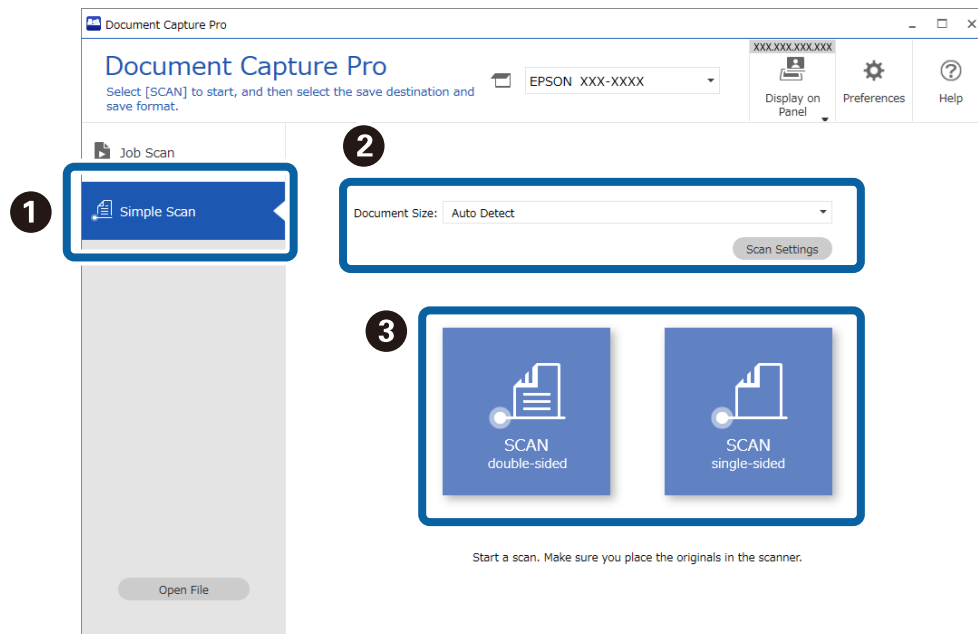 Document Capture Pro
Document Capture Pro
Select [SCAN] to start, and then select the save destination and
save format.
EPSON XXX-XXXX
XXX.XXX.XXX.XXX
Display on
Panel
Preferences
Help
Job Scan
1
Simple Scan
2
Document Size: Auto Detect
Scan Settings
3
SCAN
double-sided
SCAN
single-sided
Start a scan. Make sure you place the originals in the scanner.
Open File